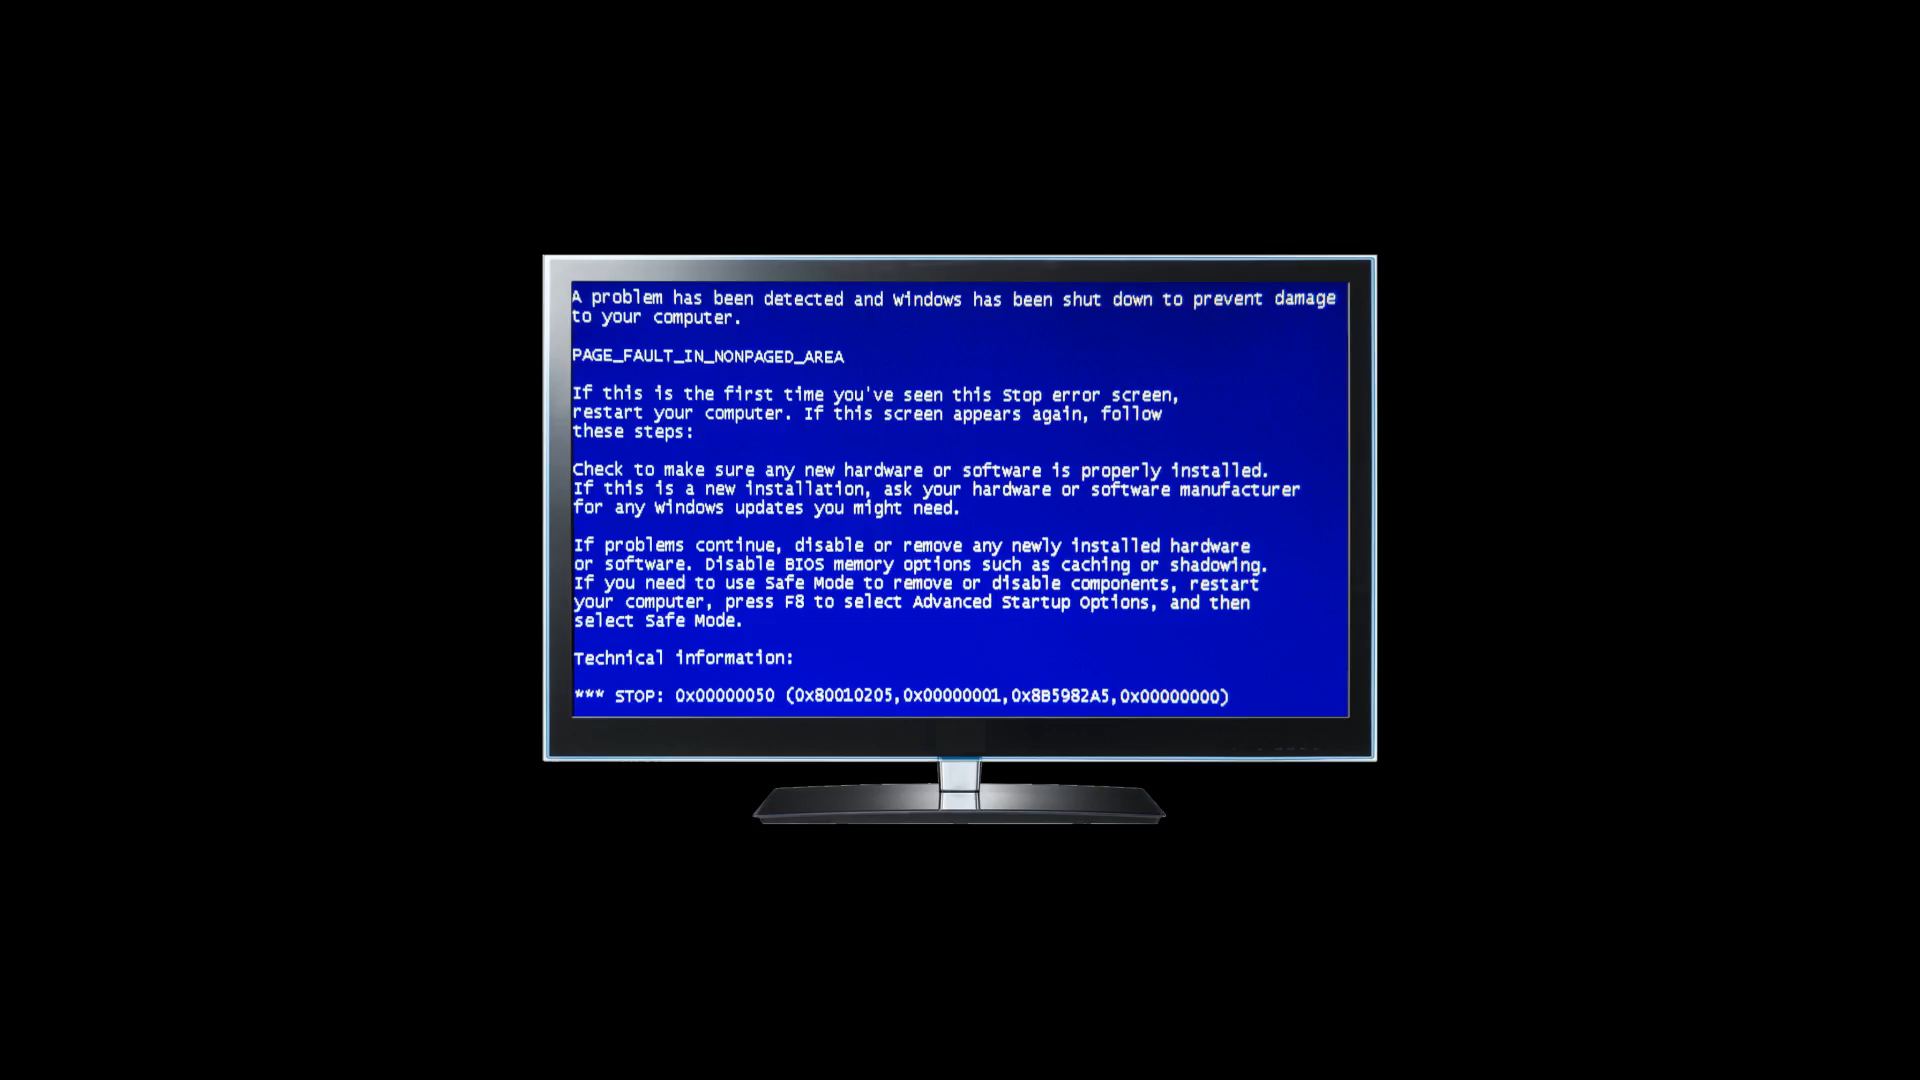 A problem has been detected and Windows has been shut down to prevent damage
to your computer.
PAGE_FAULT_IN_NONPAGED_AREA
If this is the first time you've seen this Stop error screen,
restart your computer. If this screen appears again, follow
these steps:
Check to make sure any new hardware or software is properly installed.
If this is a new installation, ask your hardware or software manufacturer
for any Windows updates you might need.
If problems continue, disable or remove any newly installed hardware
or software. Disable BIOS memory options such as caching or shadowing.
If you need to use Safe Mode to remove or disable components, restart
your computer, press F8 to select Advanced Startup Options, and then
select Safe Mode.
Technical information:
*** STOP: 0x00000050 (0x80010205,0x00000001,0x8B5982A5,0x00000000)